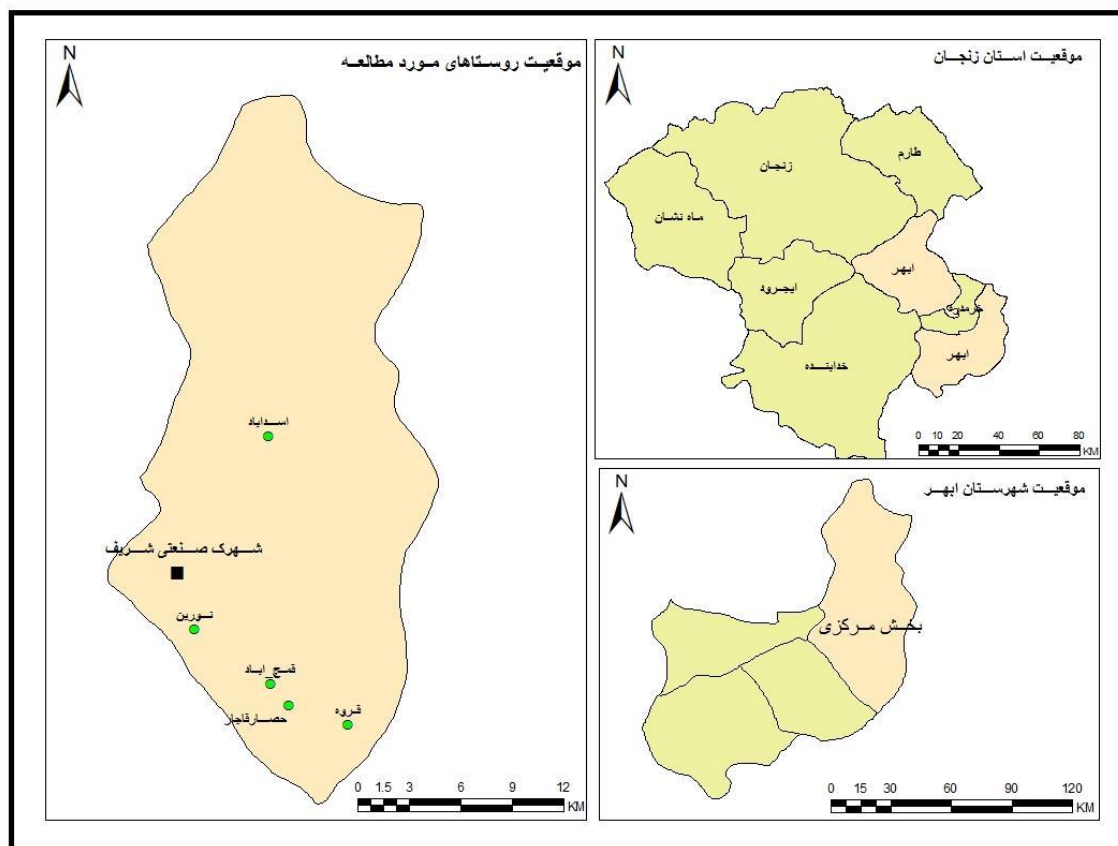 موقعیت روستاهای مورد مطالعه
N
اسداباد
شهرک صنعتی شریف
نورین
قمچ_اباد
حصارقاجار
قروه
0 1.5 3 6 9 12
KM
موقعیت استان زنجان
N
طارم
زنجان
ماه نشان
ابهر
ایجرود
خرمدره
ابهر
خدابنده
0 10 20 40 60 80
KM
موقعیت شهرستان ابهر
N
بخش مرکزی
0 15 30 60 90 120
KM